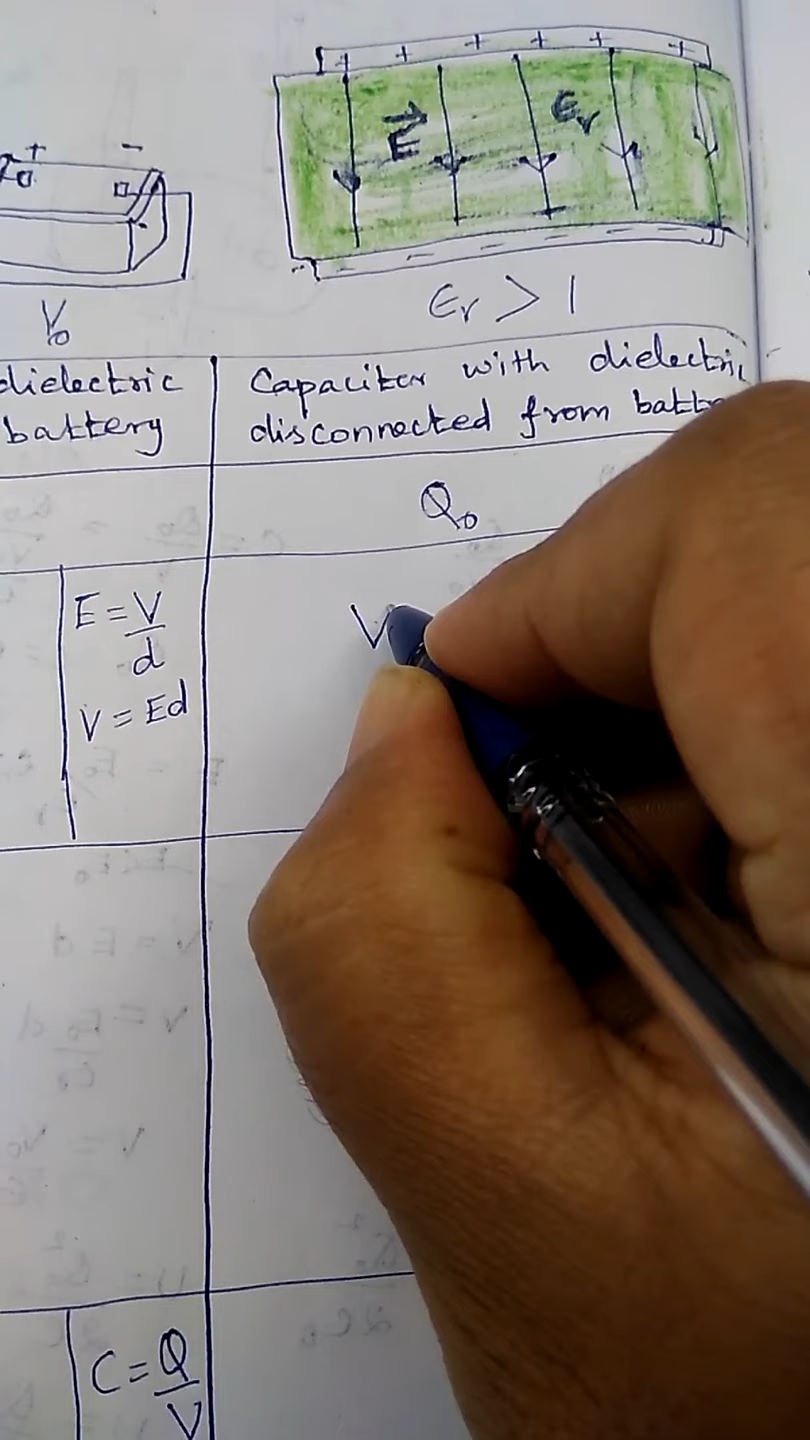 + + + + + +
E⃗ εᵣ
+ -
- - - - - - -
V₀
εᵣ > 1
dielectric
battery
Capacitor with dielectric
disconnected from
Q₀
E = V/d
V = Ed
V
C = Q/V